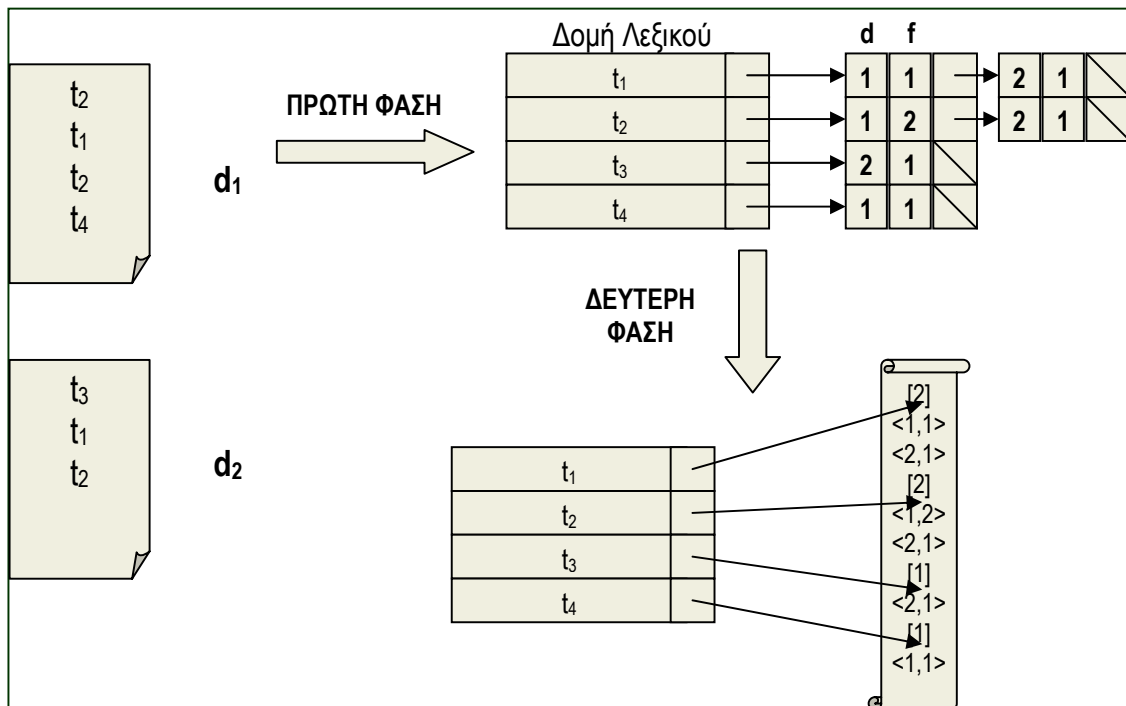 t₂
t₁
t₂
t₄
d₁
ΠΡΩΤΗ ΦΑΣΗ
Δομή Λεξικού
d f
t₁ 1 1 2 1
t₂ 1 2 2 1
t₃ 2 1
t₄ 1 1
ΔΕΥΤΕΡΗ
ΦΑΣΗ
t₃
t₁
t₂
d₂
t₁
t₂
t₃
t₄
[2]
<1,1>
<2,1>
[2]
<1,2>
<2,1>
[1]
<2,1>
[1]
<1,1>